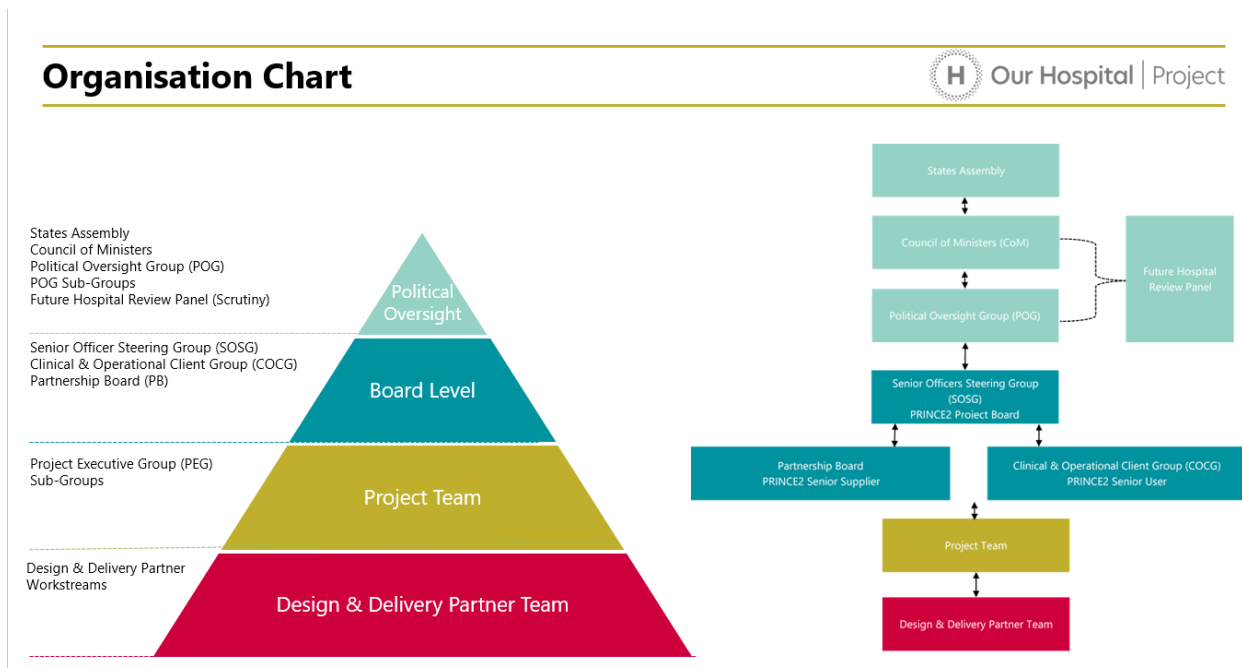 Organisation Chart
H Our Hospital | Project
States Assembly
Council of Ministers
Political Oversight Group (POG)
POG Sub-Groups
Future Hospital Review Panel (Scrutiny)
Senior Officer Steering Group (SOSG)
Clinical & Operational Client Group (COCG)
Partnership Board (PB)
Project Executive Group (PEG)
Sub-Groups
Design & Delivery Partner
Workstreams
Political
Oversight
Board Level
Project Team
Design & Delivery Partner Team
States Assembly
Council of Ministers (CoM)
Political Oversight Group (POG)
Future Hospital
Review Panel
Senior Officers Steering Group
(SOSG)
PRINCE2 Project Board
Partnership Board
PRINCE2 Senior Supplier
Clinical & Operational Client Group (COCG)
PRINCE2 Senior User
Project Team
Design & Delivery Partner Team